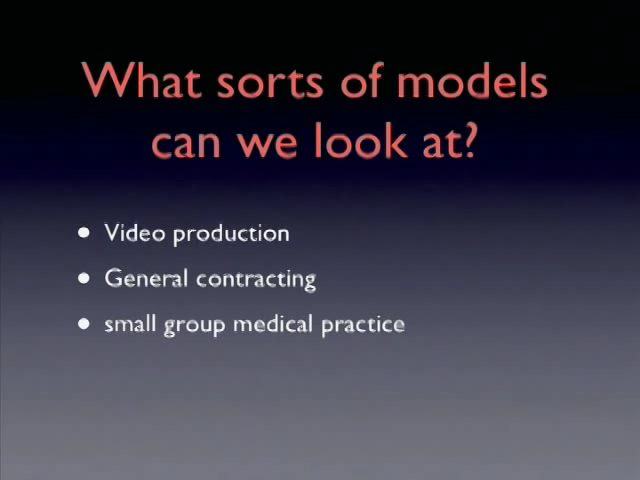 What sorts of models
can we look at?
• Video production
• General contracting
• small group medical practice